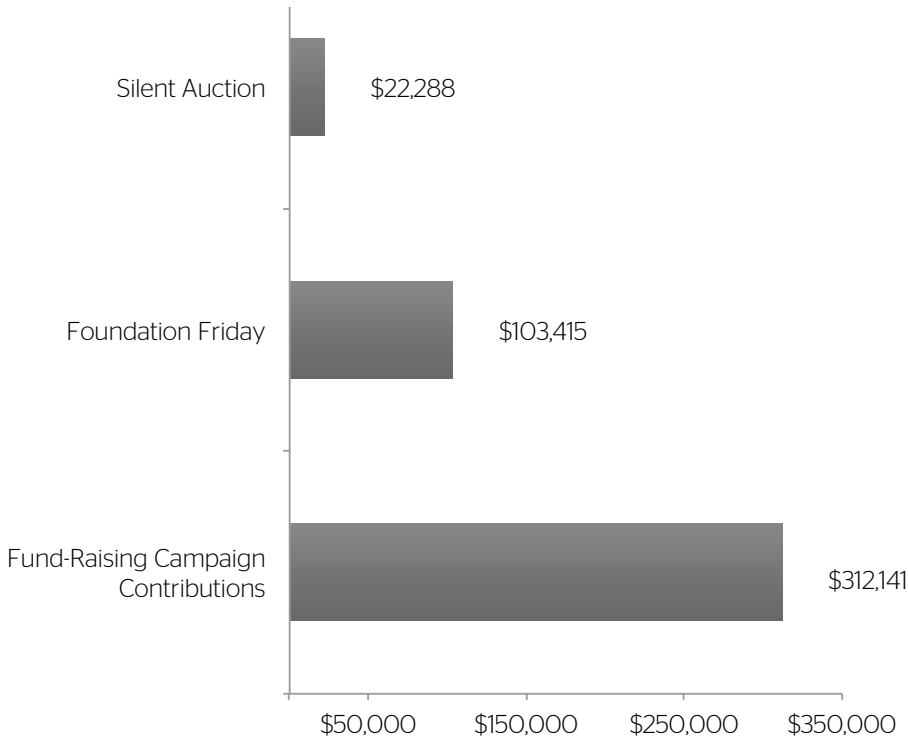 Silent Auction
$22,288
Foundation Friday
$103,415
Fund-Raising Campaign
Contributions
$312,141
$50,000
$150,000
$250,000
$350,000